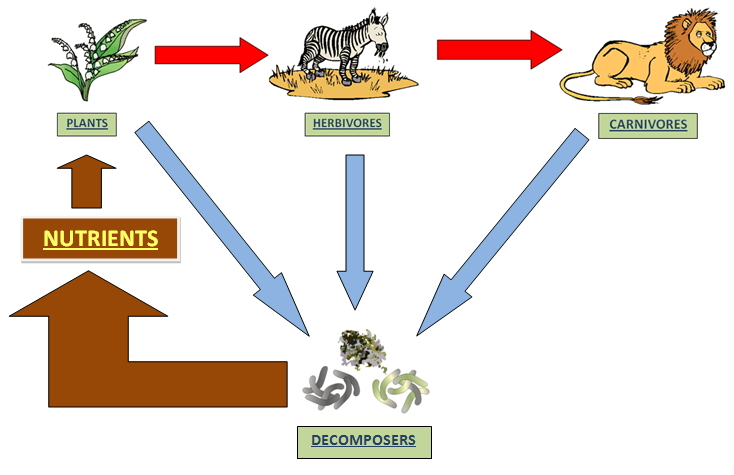 PLANTS
HERBIVORES
CARNIVORES
NUTRIENTS
DECOMPOSERS